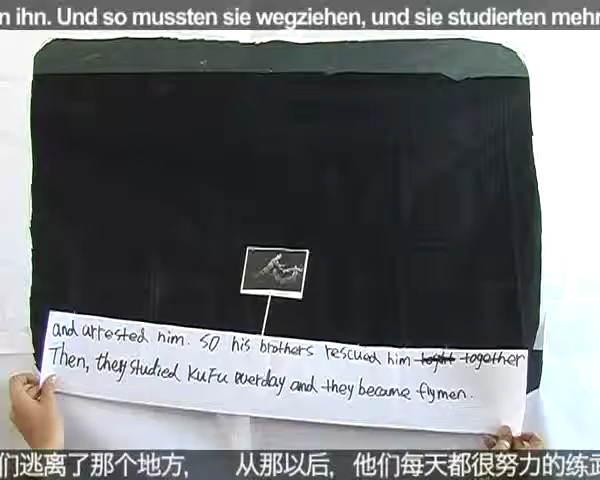 n ihn. Und so mussten sie wegziehen, und sie studierten mehr
and arrested him. SO his brothers rescued him toght together
Then, they studied KuFu everday and they became flymen.
们逃离了那个地方, 从那以后, 他们每天都很努力的练武